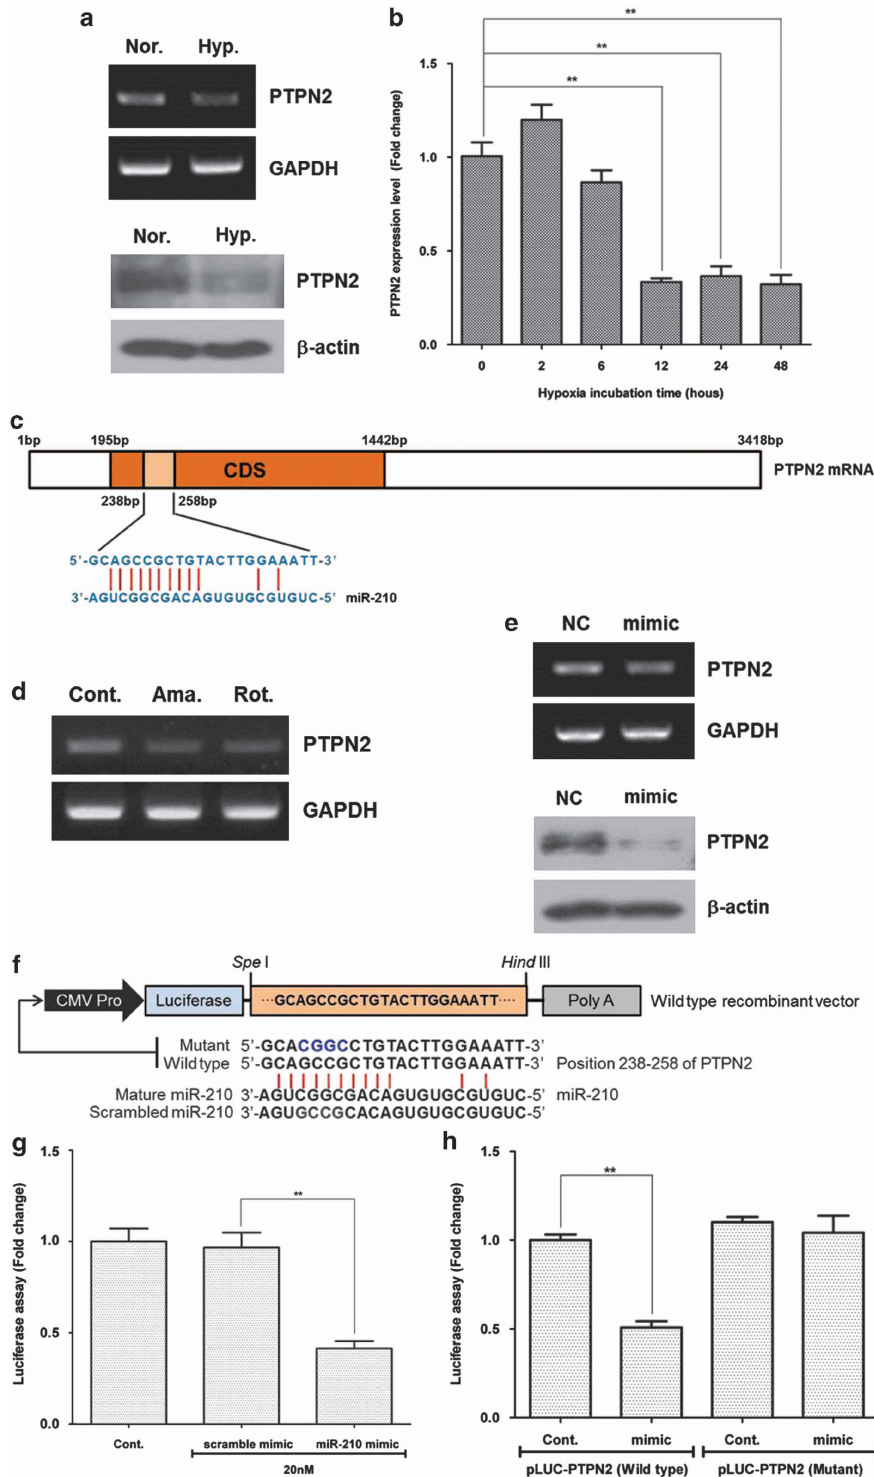 a
Nor. Hyp.
PTPN2
GAPDH
Nor. Hyp.
PTPN2
β-actin
b
** 
**
**
PTPN2 expression level (Fold change)
1.5
1.0
0.5
0.0
0 2 6 12 24 48
Hypoxia incubation time (hous)
c
1bp 195bp 1442bp 3418bp
CDS
PTPN2 mRNA
238bp 258bp
5'-GCAGCCGCTGTACTTGGAAATT-3'
3'-AGUCGGCGACAGUGUGCGUGUC-5' miR-210
d
Cont. Ama. Rot.
PTPN2
GAPDH
e
NC mimic
PTPN2
GAPDH
NC mimic
PTPN2
β-actin
f
Spe I Hind III
CMV Pro Luciferase ···GCAGCCGCTGTACTTGGAAATT···· Poly A Wild type recombinant vector
Mutant 5'-GCACGGCCTGTACTTGGAAATT-3'
Wild type 5'-GCAGCCGCTGTACTTGGAAATT-3' Position 238-258 of PTPN2
Mature miR-210 3'-AGUCGGCGACAGUGUGCGUGUC-5' miR-210
Scrambled miR-210 3'-AGUGCCGCACAGUGUGCGUGUC-5'
g
Luciferase assay (Fold change)
1.5
1.0
0.5
0.0
**
Cont. scramble mimic miR-210 mimic
20nM
h
Luciferase assay (Fold change)
1.5
1.0
0.5
0.0
**
Cont. mimic Cont. mimic
pLUC-PTPN2 (Wild type) pLUC-PTPN2 (Mutant)